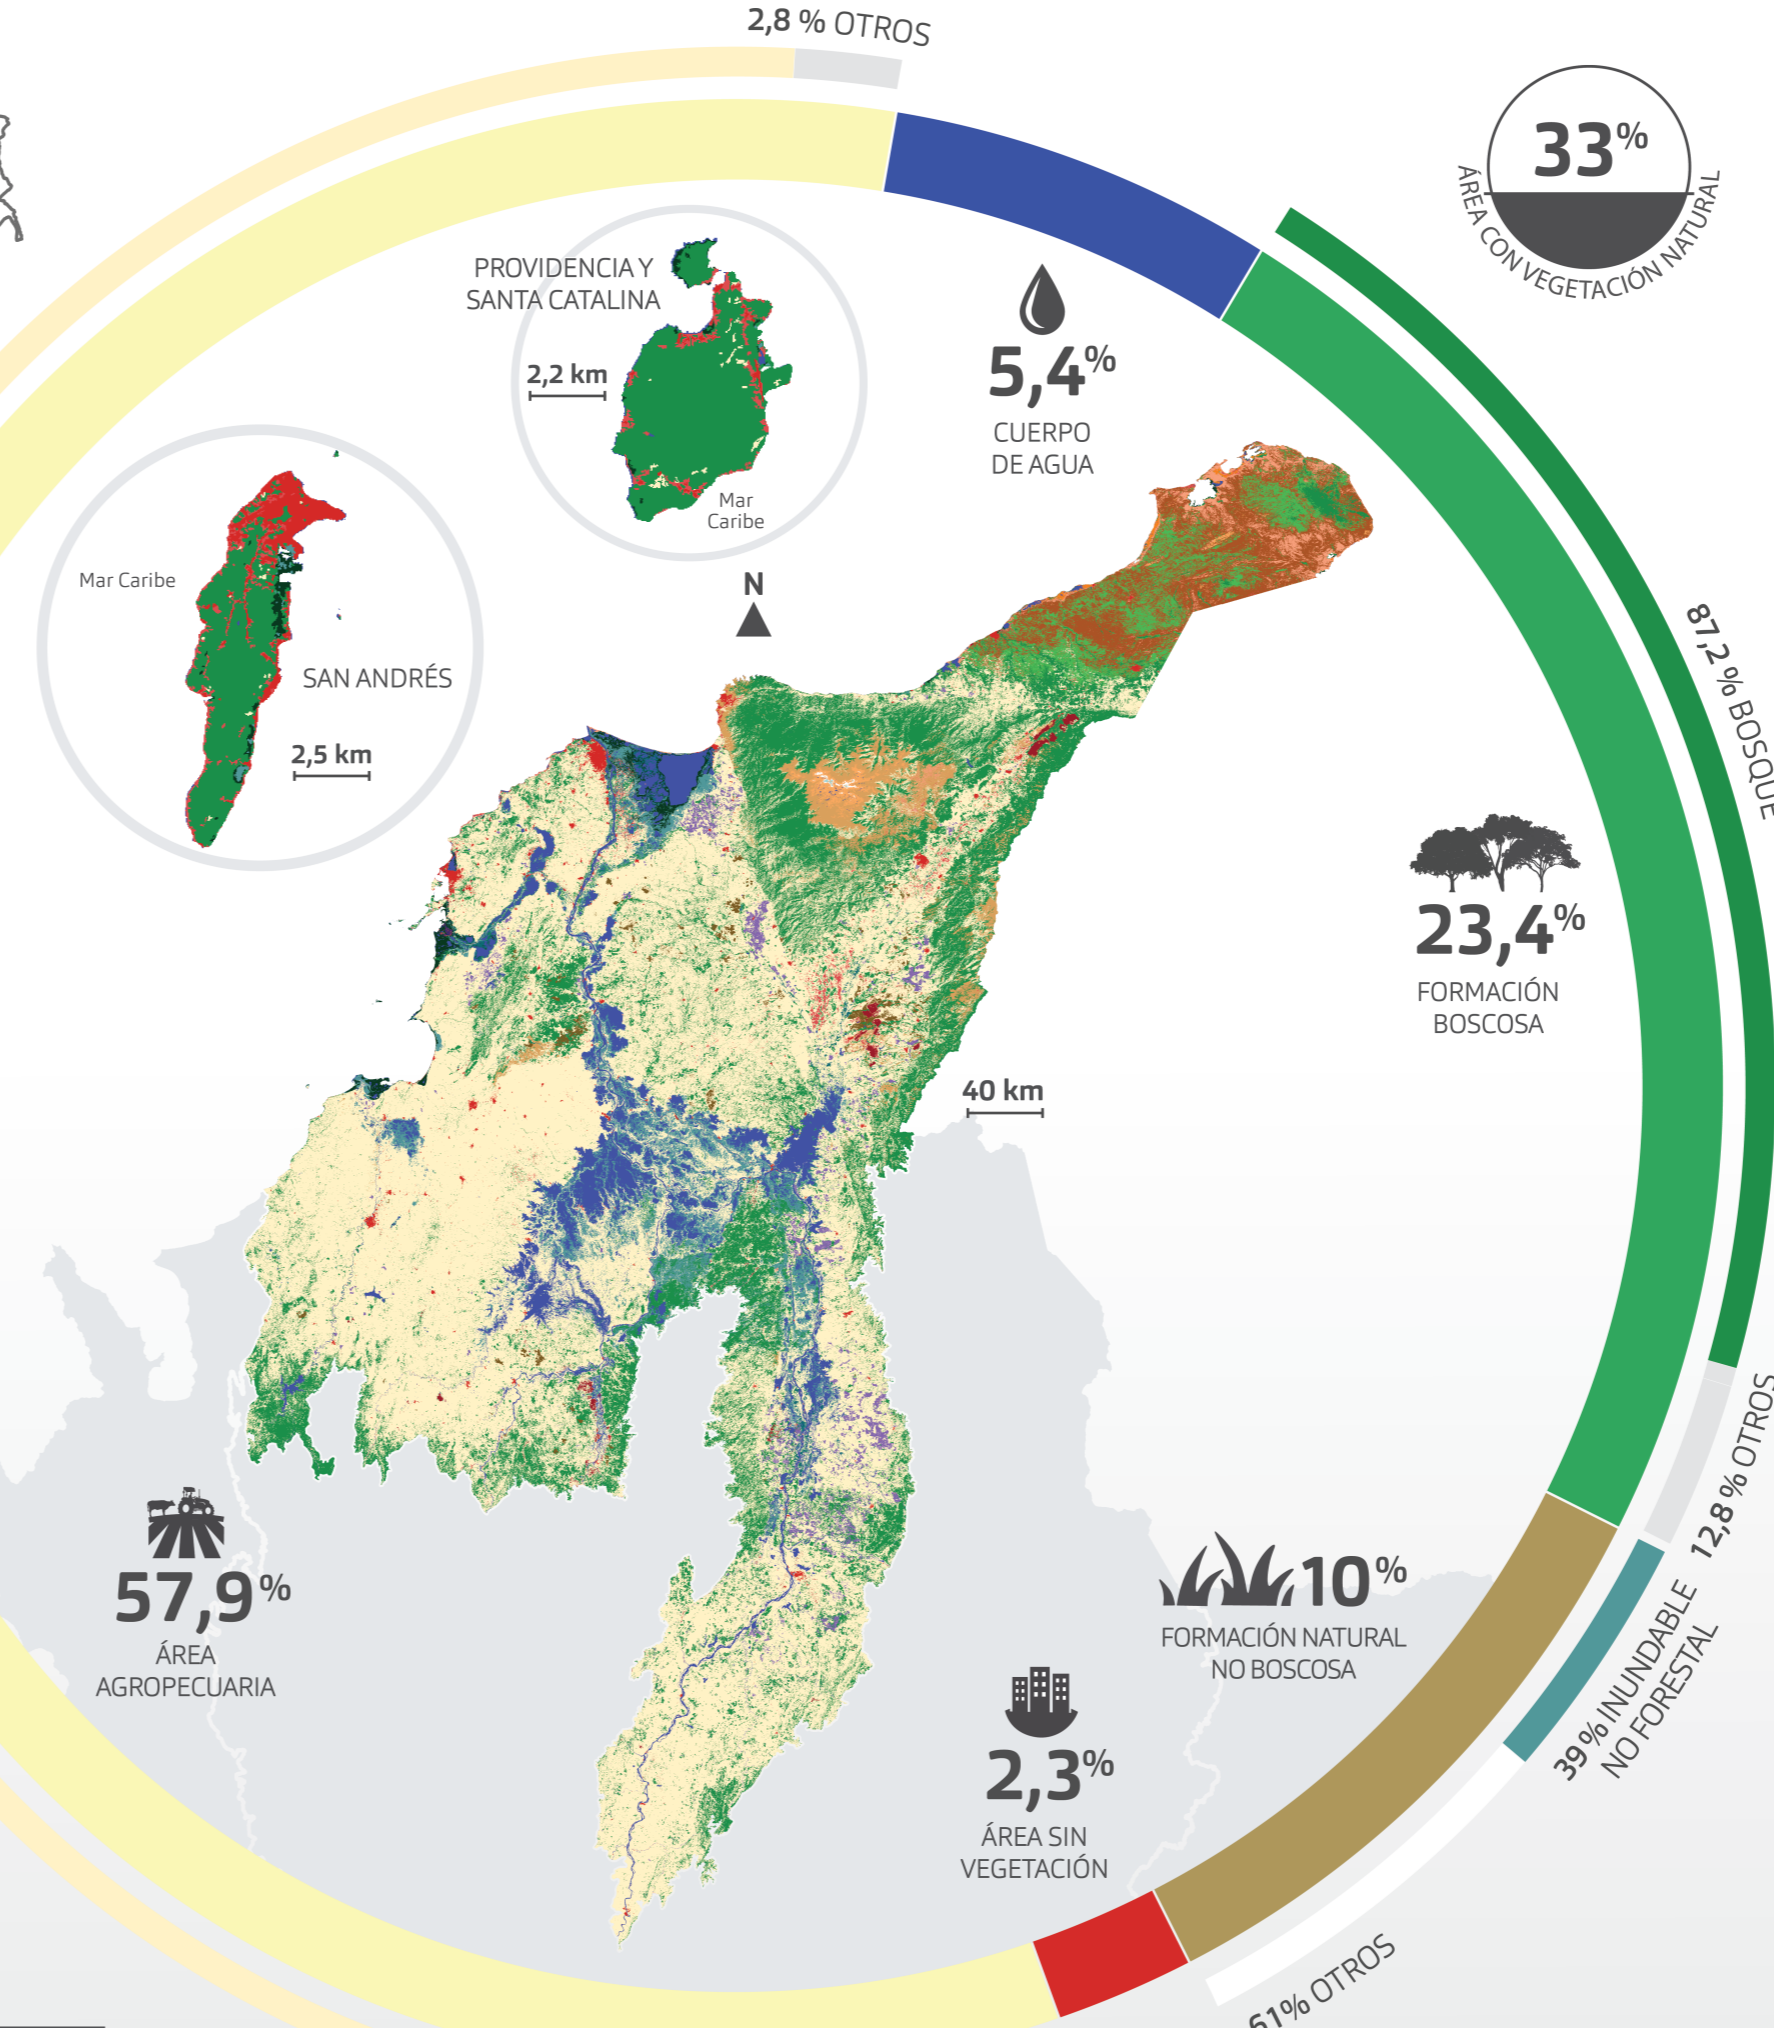 2,8 % OTROS
33%
ÁREA CON VEGETACIÓN NATURAL
PROVIDENCIA Y
SANTA CATALINA
2,2 km
Mar
Caribe
5,4%
CUERPO
DE AGUA
Mar Caribe
SAN ANDRÉS
2,5 km
N
87,2 % BOSQUE
23,4%
FORMACIÓN
BOSCOSA
40 km
12,8 % OTROS
57,9%
ÁREA
AGROPECUARIA
10%
FORMACIÓN NATURAL
NO BOSCOSA
39 % INUNDABLE
NO FORESTAL
2,3%
ÁREA SIN
VEGETACIÓN
61% OTROS